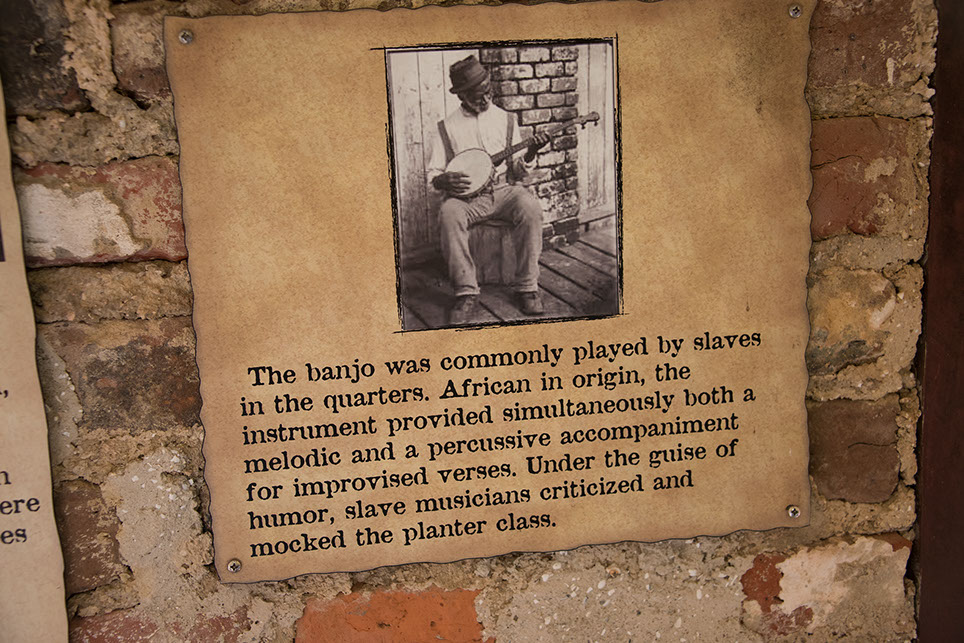 The banjo was commonly played by slaves
in the quarters. African in origin, the
instrument provided simultaneously both a
melodic and a percussive accompaniment
for improvised verses. Under the guise of
humor, slave musicians criticized and
mocked the planter class.